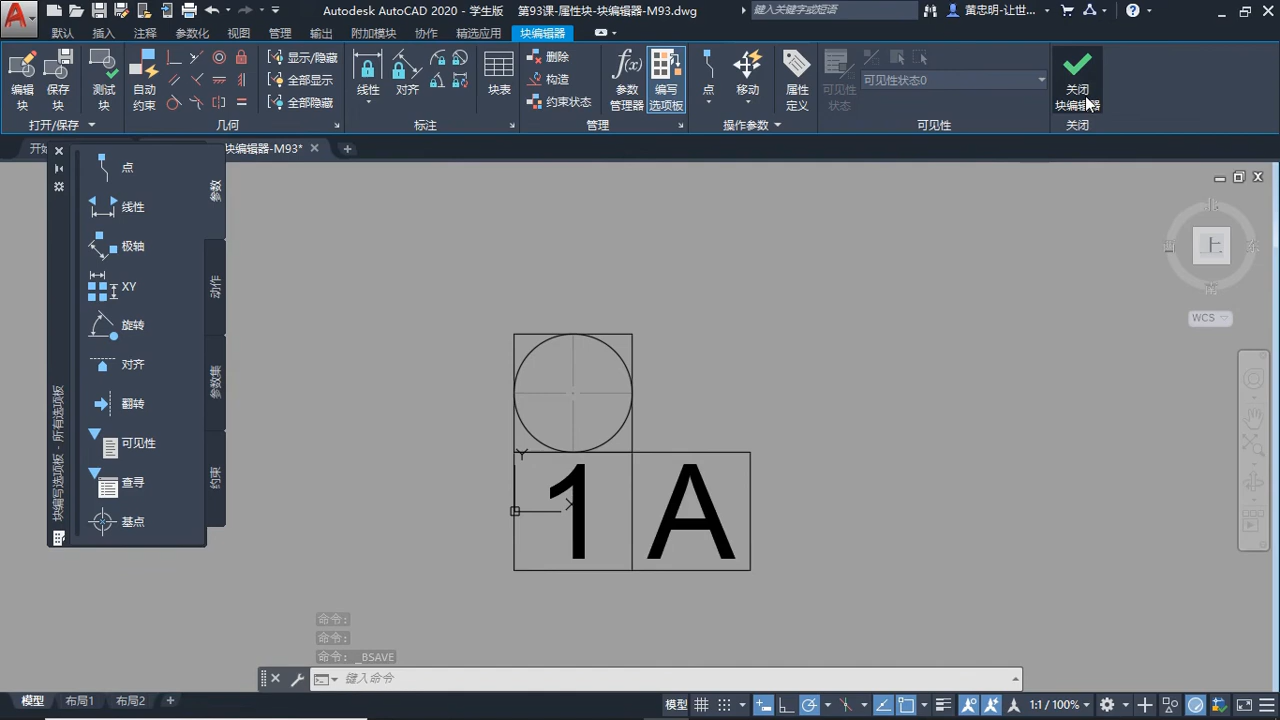 Autodesk AutoCAD 2020 - 学生版 第93课-属性块-块编辑器-M93.dwg
键入关键字或短语
黄忠明-让世...
默认 插入 注释 参数化 视图 管理 输出 附加模块 协作 精选应用 块编辑器
编辑块
保存块
测试块
自动约束
显示/隐藏
全部显示
全部隐藏
线性
对齐
块表
删除
构造
约束状态
参数管理器
编写选项板
点
移动
属性定义
可见性状态
可见性状态0
关闭块编辑器
打开/保存 几何 标注 管理 操作参数 可见性 关闭
开始 块编辑器-M93*
点
线性
极轴
XY
旋转
对齐
翻转
可见性
查寻
基点
参数
动作
参数集
约束
块编写选项板 - 所有选项板
北
西 上 东
南
WCS
Y
X
1 A
命令:
命令:
命令: _BSAVE
键入命令
模型 布局1 布局2 +
模型 1:1 / 100%